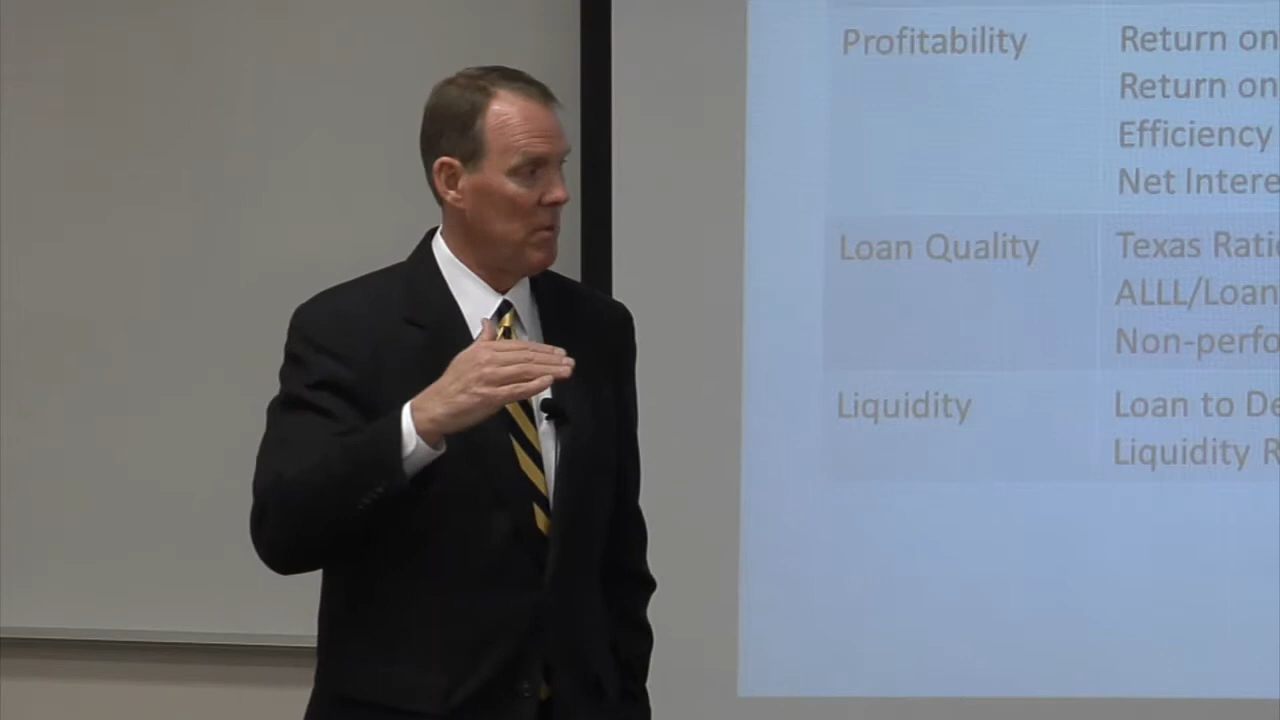 Profitability
Return on
Return on
Efficiency
Net Intere
Loan Quality
Texas Rati
ALLL/Loan
Non-perfo
Liquidity
Loan to De
Liquidity R